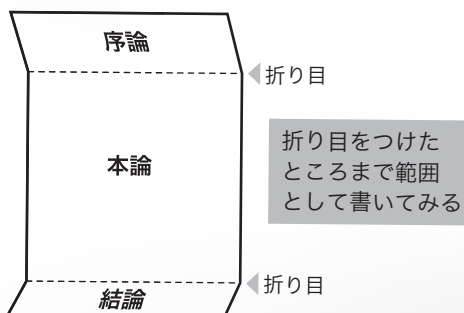 序論
折り目
本論
折り目をつけた
ところまで範囲
として書いてみる
折り目
結論